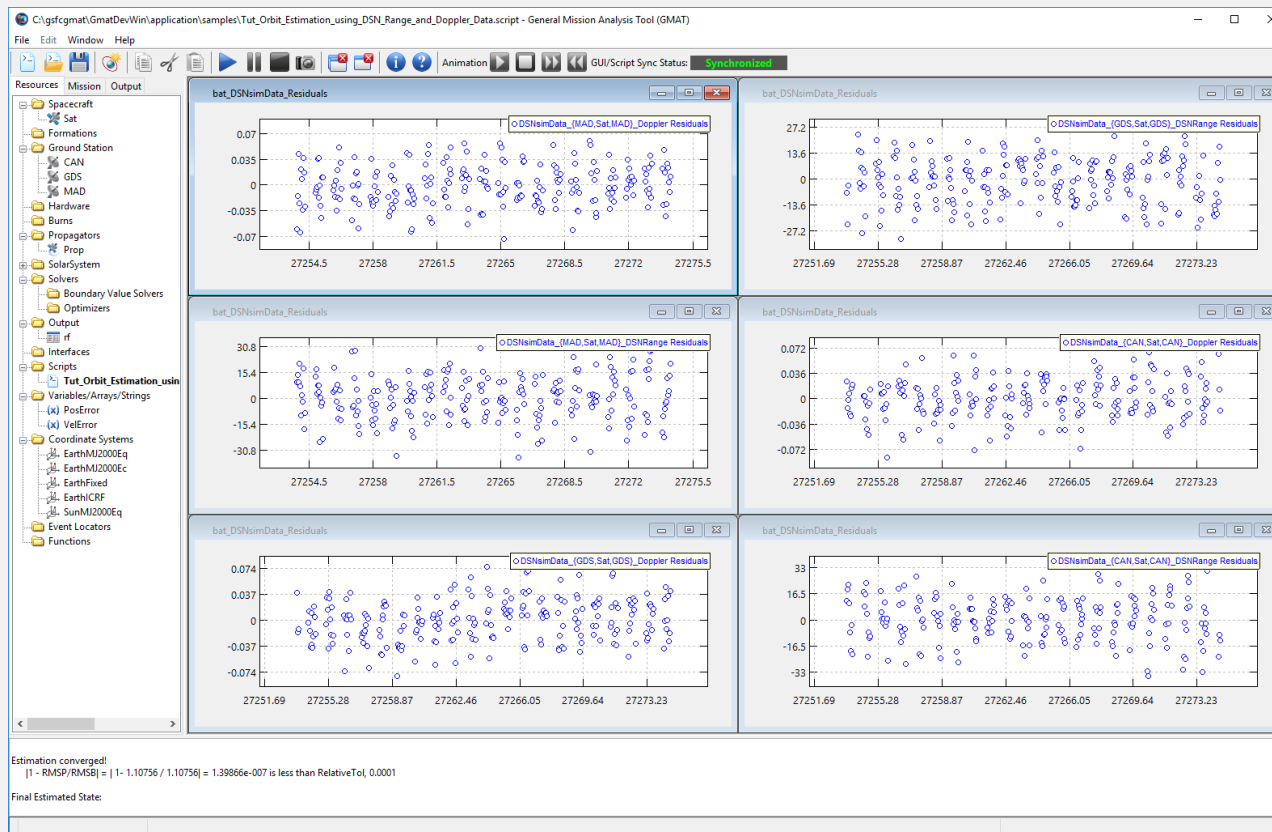 C:\gsfcgmat\GmatDevWin\application\samples\Tut_Orbit_Estimation_using_DSN_Range_and_Doppler_Data.script - General Mission Analysis Tool (GMAT)
File Edit Window Help
Animation
GUI/Script Sync Status:
Synchronized
Resources Mission Output
Spacecraft
Sat
Formations
Ground Station
CAN
GDS
MAD
Hardware
Burns
Propagators
Prop
SolarSystem
Solvers
Boundary Value Solvers
Optimizers
Output
rf
Interfaces
Scripts
Tut_Orbit_Estimation_usin
Variables/Arrays/Strings
PosError
VelError
Coordinate Systems
EarthMJ2000Eq
EarthMJ2000Ec
EarthFixed
EarthICRF
SunMJ2000Eq
Event Locators
Functions
bat_DSNsimData_Residuals
DSNsimData_{MAD,Sat,MAD}_Doppler Residuals
0.07
0.035
0
-0.035
-0.07
27254.5 27258 27261.5 27265 27268.5 27272 27275.5
bat_DSNsimData_Residuals
DSNsimData_{GDS,Sat,GDS}_DSNRange Residuals
27.2
13.6
0
-13.6
-27.2
27251.69 27255.28 27258.87 27262.46 27266.05 27269.64 27273.23
bat_DSNsimData_Residuals
DSNsimData_{MAD,Sat,MAD}_DSNRange Residuals
30.8
15.4
0
-15.4
-30.8
27254.5 27258 27261.5 27265 27268.5 27272 27275.5
bat_DSNsimData_Residuals
DSNsimData_{CAN,Sat,CAN}_Doppler Residuals
0.072
0.036
0
-0.036
-0.072
27251.69 27255.28 27258.87 27262.46 27266.05 27269.64 27273.23
bat_DSNsimData_Residuals
DSNsimData_{GDS,Sat,GDS}_Doppler Residuals
0.074
0.037
0
-0.037
-0.074
27251.69 27255.28 27258.87 27262.46 27266.05 27269.64 27273.23
bat_DSNsimData_Residuals
DSNsimData_{CAN,Sat,CAN}_DSNRange Residuals
33
16.5
0
-16.5
-33
27251.69 27255.28 27258.87 27262.46 27266.05 27269.64 27273.23
Estimation converged!
|1 - RMSP/RMSB| = | 1- 1.10756 / 1.10756| = 1.39866e-007 is less than RelativeTol, 0.0001
Final Estimated State: